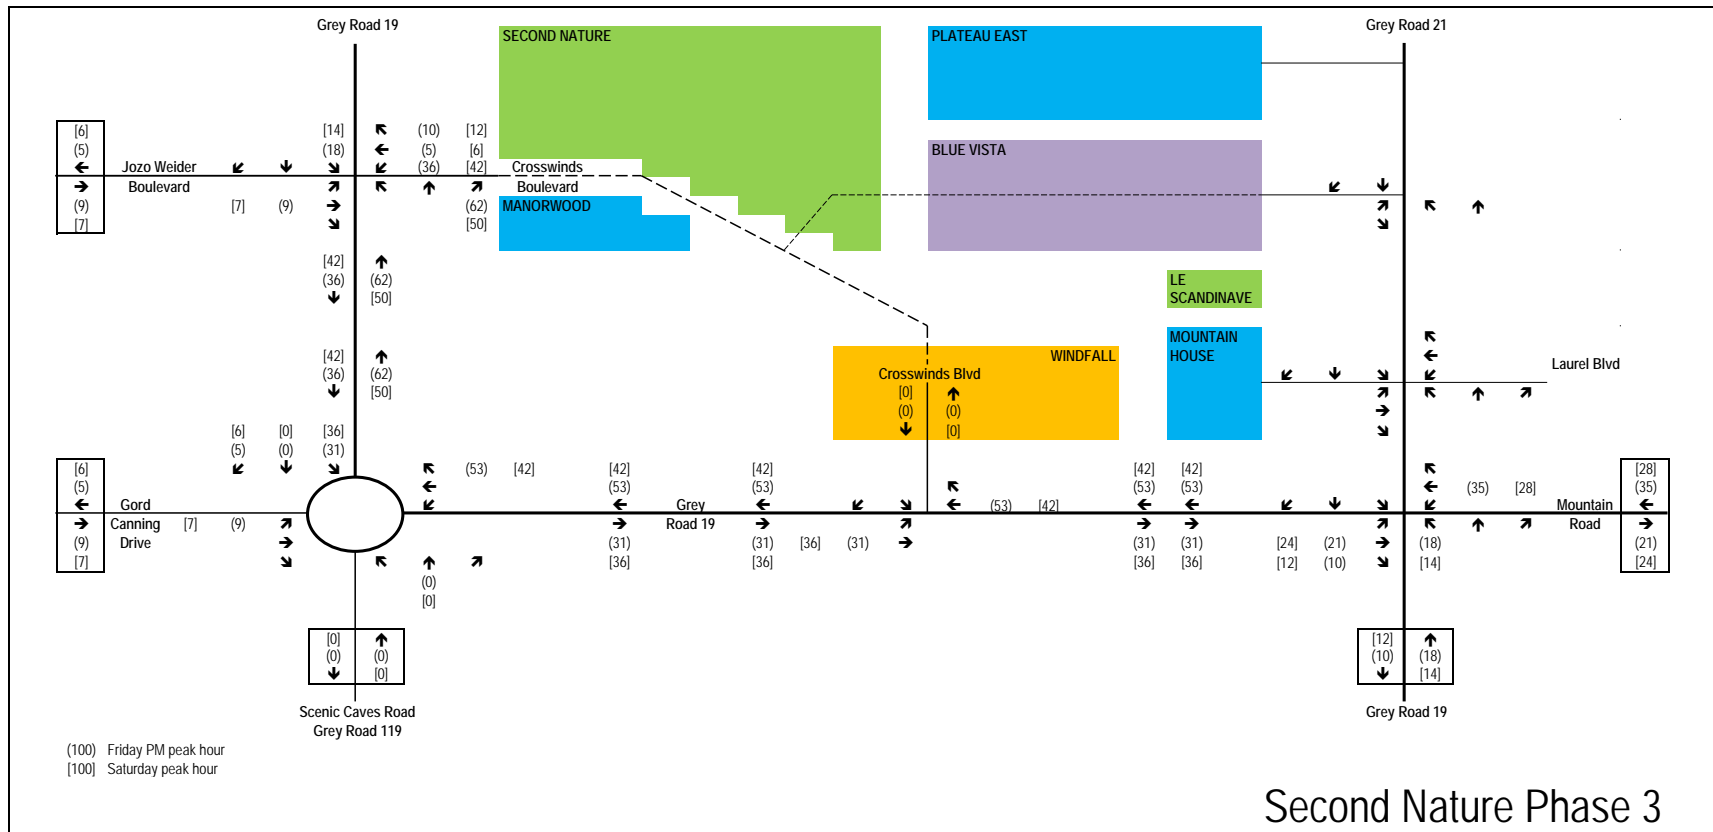 Grey Road 19
Grey Road 21
SECOND NATURE
PLATEAU EAST
[6]
[14]
(10)
[12]
(5)
(18)
(5)
[6]
BLUE VISTA
Jozo Weider
(36)
[42]
Crosswinds
Boulevard
Boulevard
(9)
[7]
(9)
(62)
MANORWOOD
[7]
[50]
[42]
(36)
(62)
[50]
LE
SCANDINAVE
MOUNTAIN
HOUSE
[42]
(36)
(62)
[50]
WINDFALL
Laurel Blvd
Crosswinds Blvd
[0]
(0)
(0)
[0]
[6]
[0]
[36]
(5)
(0)
(31)
[6]
(53)
[42]
[42]
[42]
[42]
[42]
[28]
(5)
(53)
(53)
(53)
(53)
(35)
[28]
(35)
Gord
Grey
(53)
[42]
Mountain
Canning
[7]
(9)
Road 19
Road
(9)
Drive
(31)
(31)
[36]
(31)
(31)
(31)
[24]
(21)
(18)
(21)
[7]
[36]
[36]
[36]
[36]
[12]
(10)
[14]
[24]
(0)
[0]
[0]
(0)
(0)
[0]
[12]
(10)
(18)
[14]
Scenic Caves Road
Grey Road 119
Grey Road 19
(100) Friday PM peak hour
[100] Saturday peak hour
Second Nature Phase 3